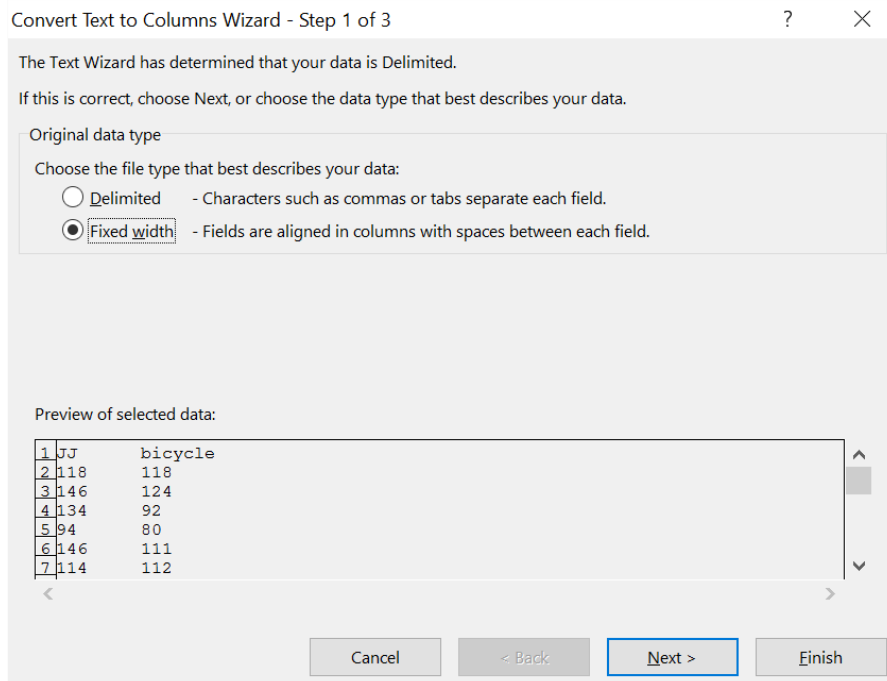 Convert Text to Columns Wizard - Step 1 of 3 ?
The Text Wizard has determined that your data is Delimited.
If this is correct, choose Next, or choose the data type that best describes your data.
Original data type
Choose the file type that best describes your data:
Delimited - Characters such as commas or tabs separate each field.
Fixed width - Fields are aligned in columns with spaces between each field.
Preview of selected data:
1 JJ bicycle
2 118 118
3 146 124
4 134 92
5 94 80
6 146 111
7 114 112
Cancel < Back Next > Finish